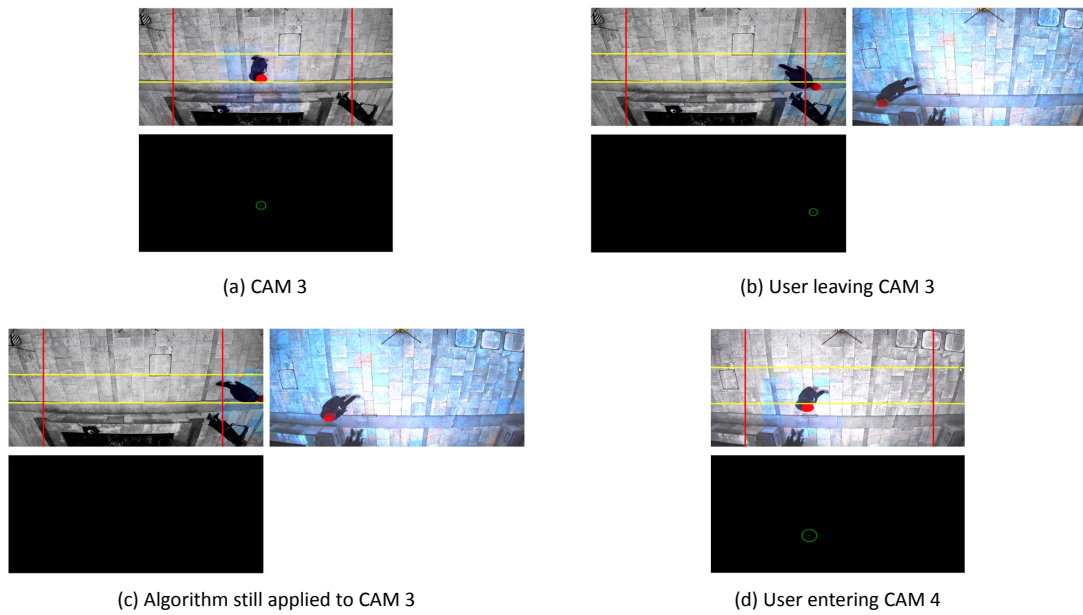 (a) CAM 3
(b) User leaving CAM 3
(c) Algorithm still applied to CAM 3
(d) User entering CAM 4